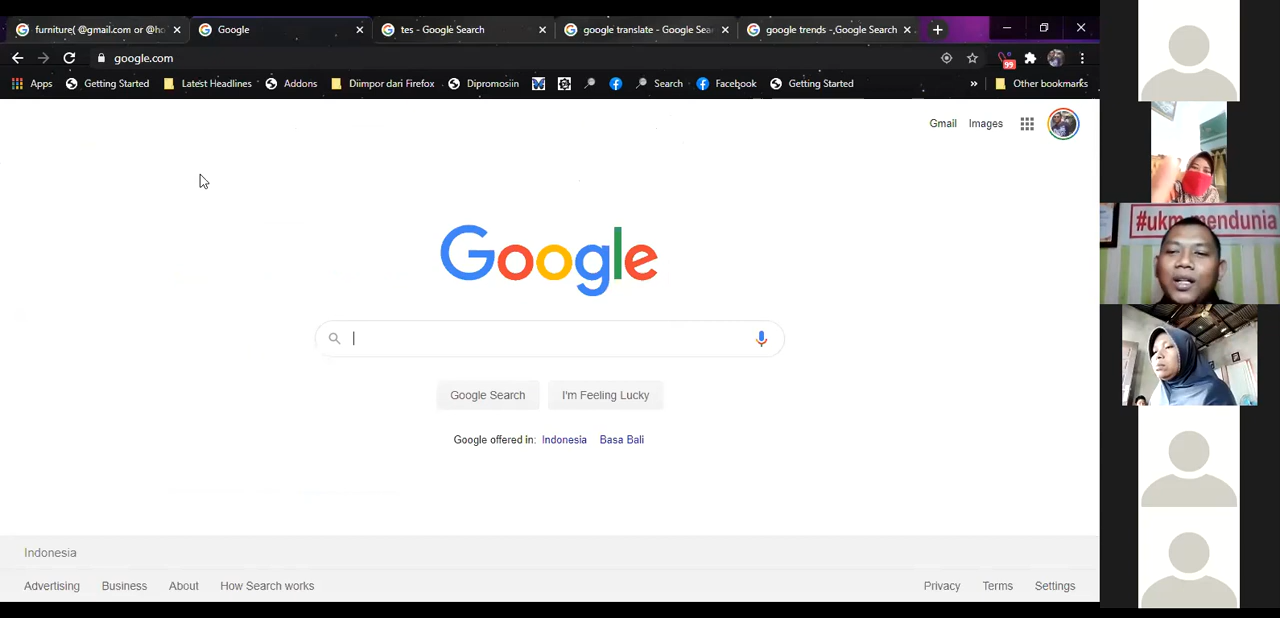 furniture( @gmail.com or @ho
Google
tes - Google Search
google translate - Google Sea
google trends - Google Search
google.com
99
Apps
Getting Started
Latest Headlines
Addons
Diimpor dari Firefox
Dipromosiin
Search
Facebook
Getting Started
»
Other bookmarks
Gmail
Images
Google
Google Search
I'm Feeling Lucky
Google offered in: Indonesia Basa Bali
#ukm mendunia
Indonesia
Advertising
Business
About
How Search works
Privacy
Terms
Settings